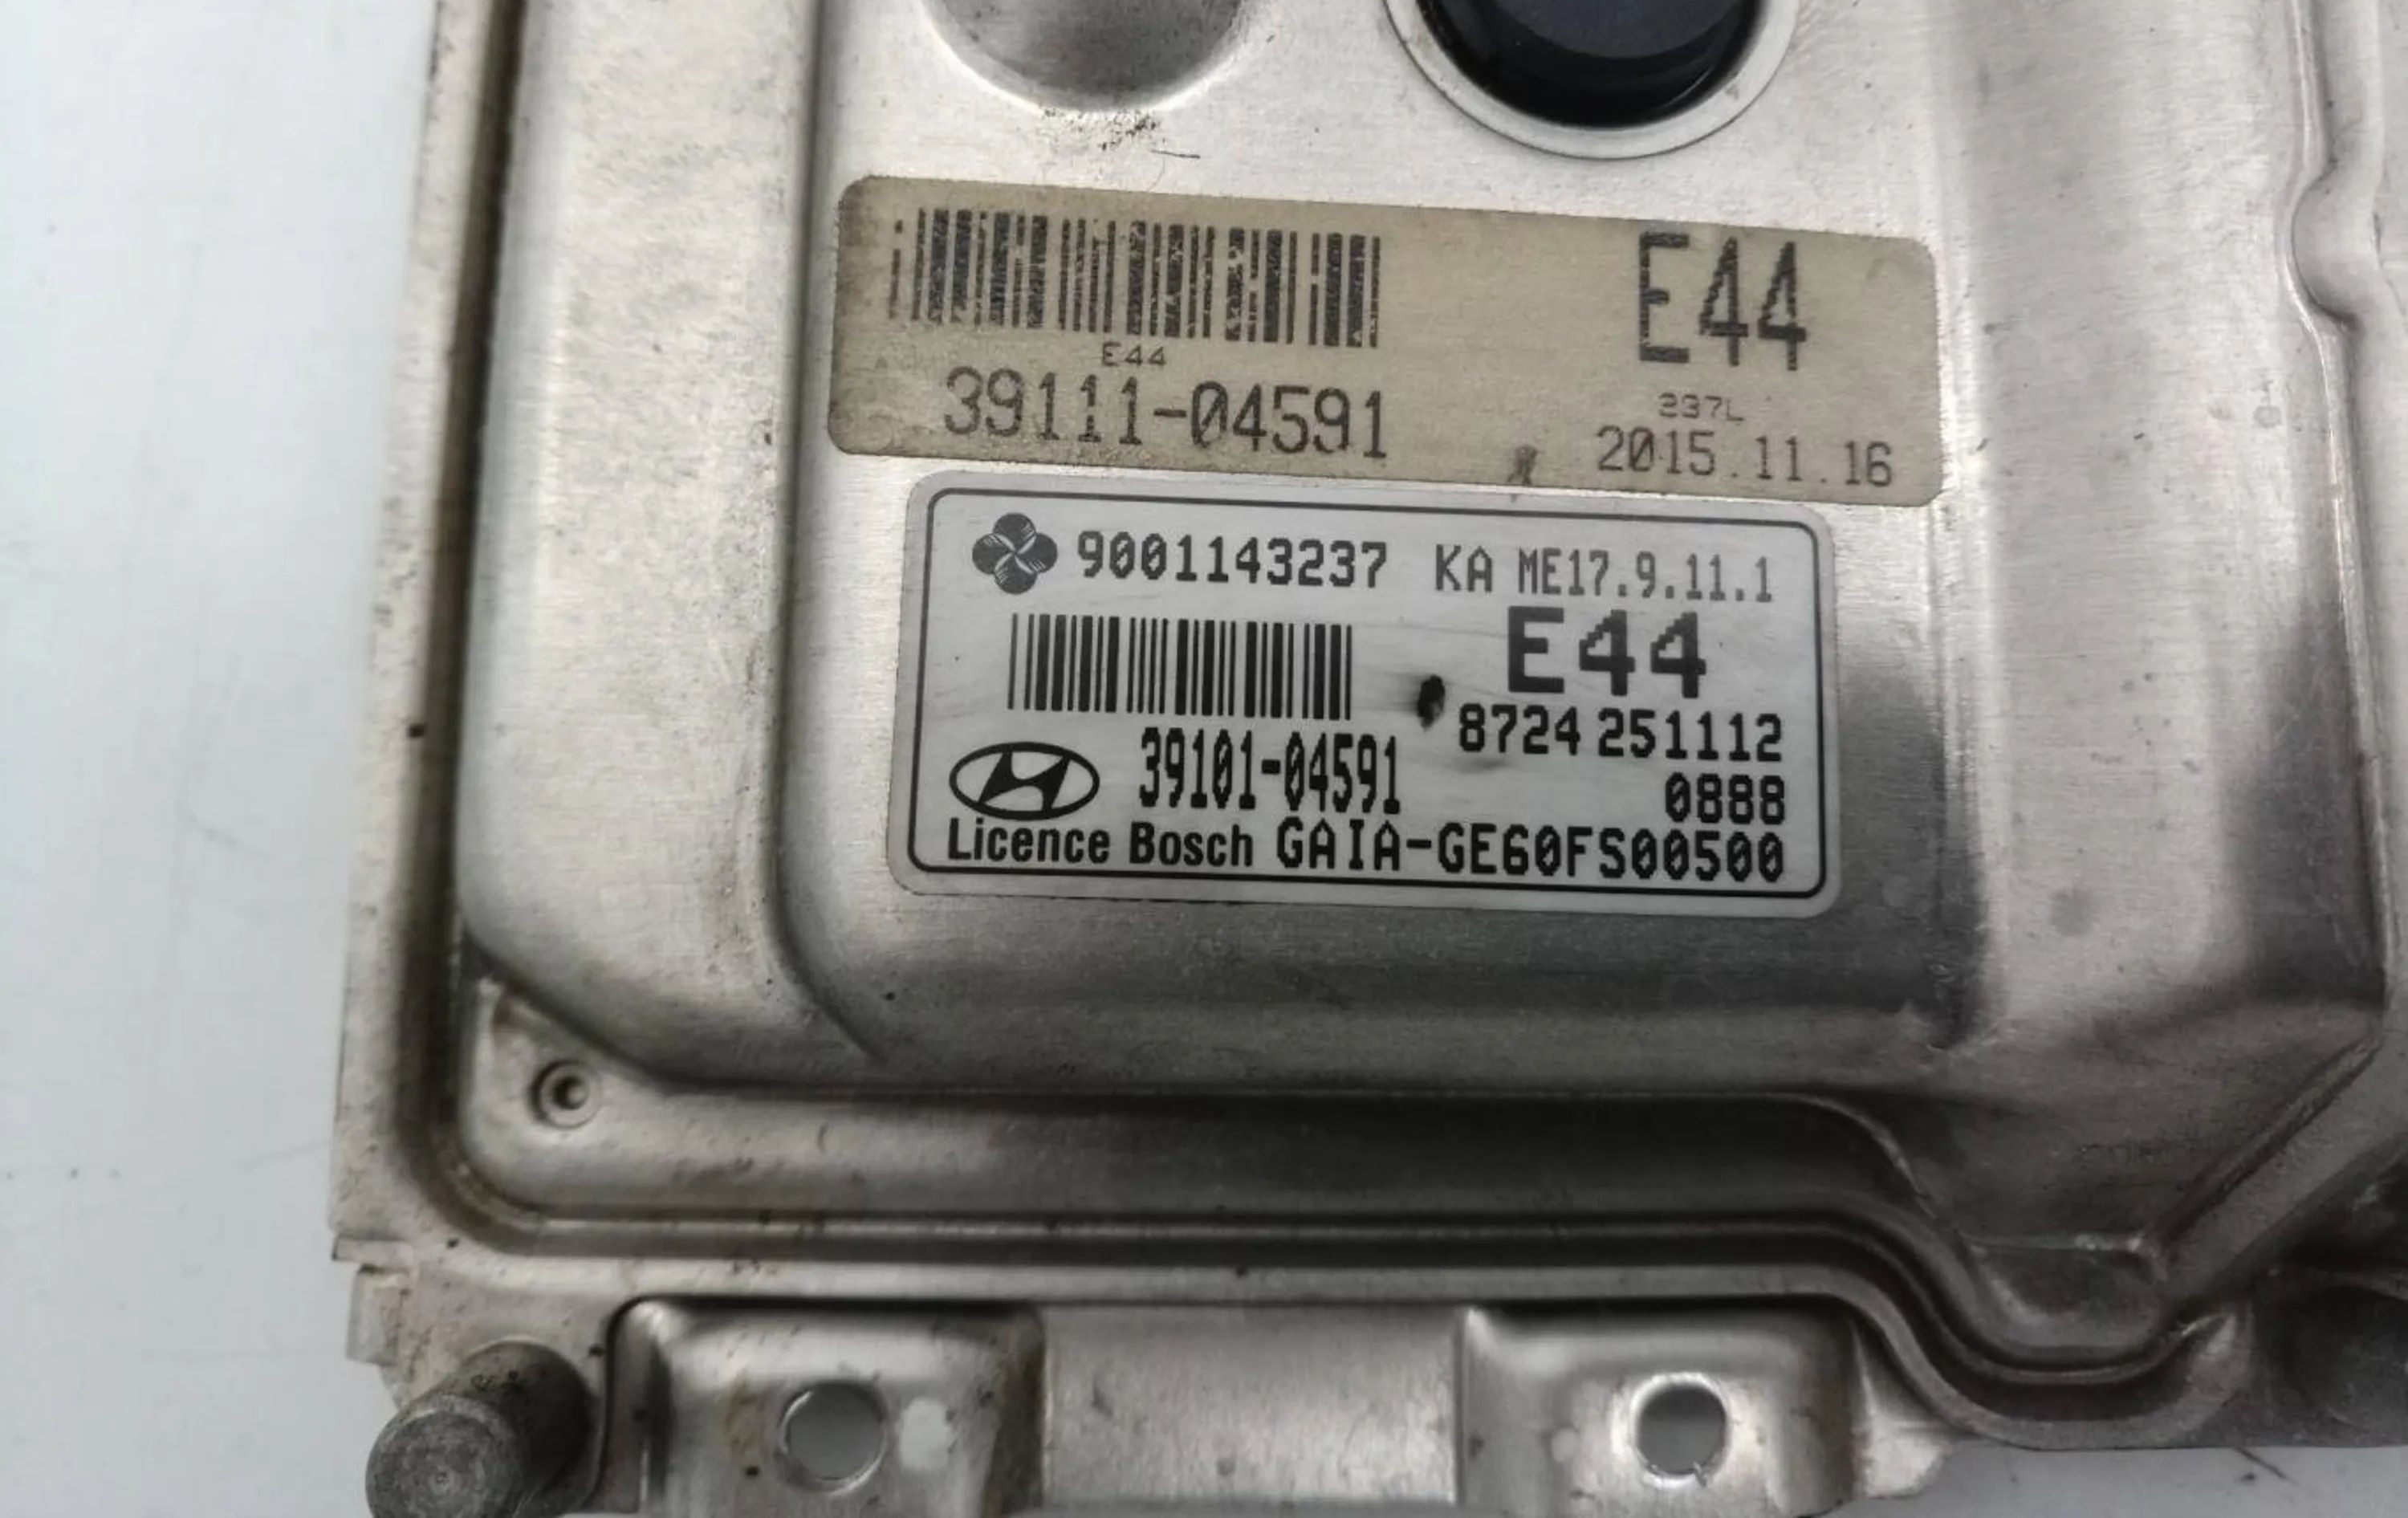 E44
E44
39111-04591
237L
2015.11.16
9001143237 KA ME17.9.11.1
E44
8724 251112
39101-04591
0888
Licence Bosch GAIA-GE60FS00500